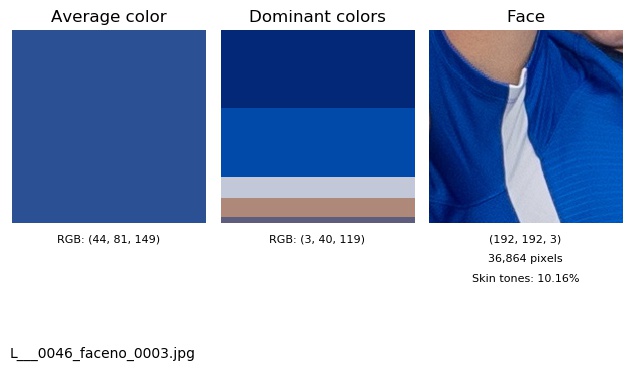 Average color
Dominant colors
Face
RGB: (44, 81, 149)
RGB: (3, 40, 119)
(192, 192, 3)
36,864 pixels
Skin tones: 10.16%
L___0046_faceno_0003.jpg